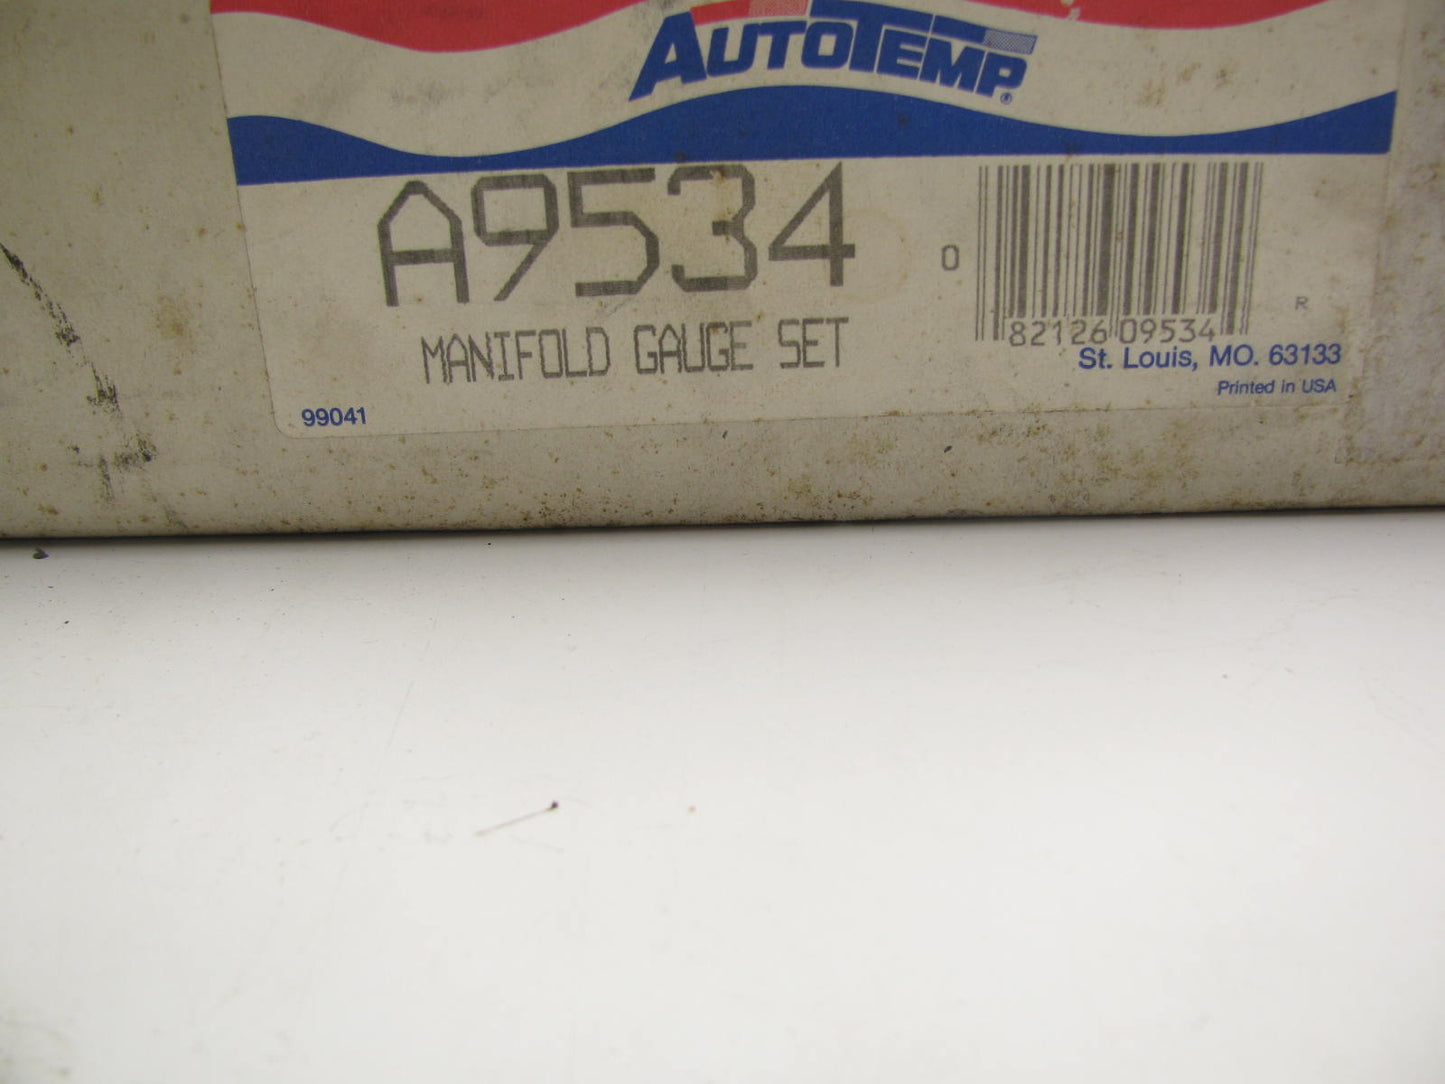 AUTOTEMP®
A9534
MANIFOLD GAUGE SET
0 82126 09534
R
St. Louis, MO. 63133
Printed in USA
99041